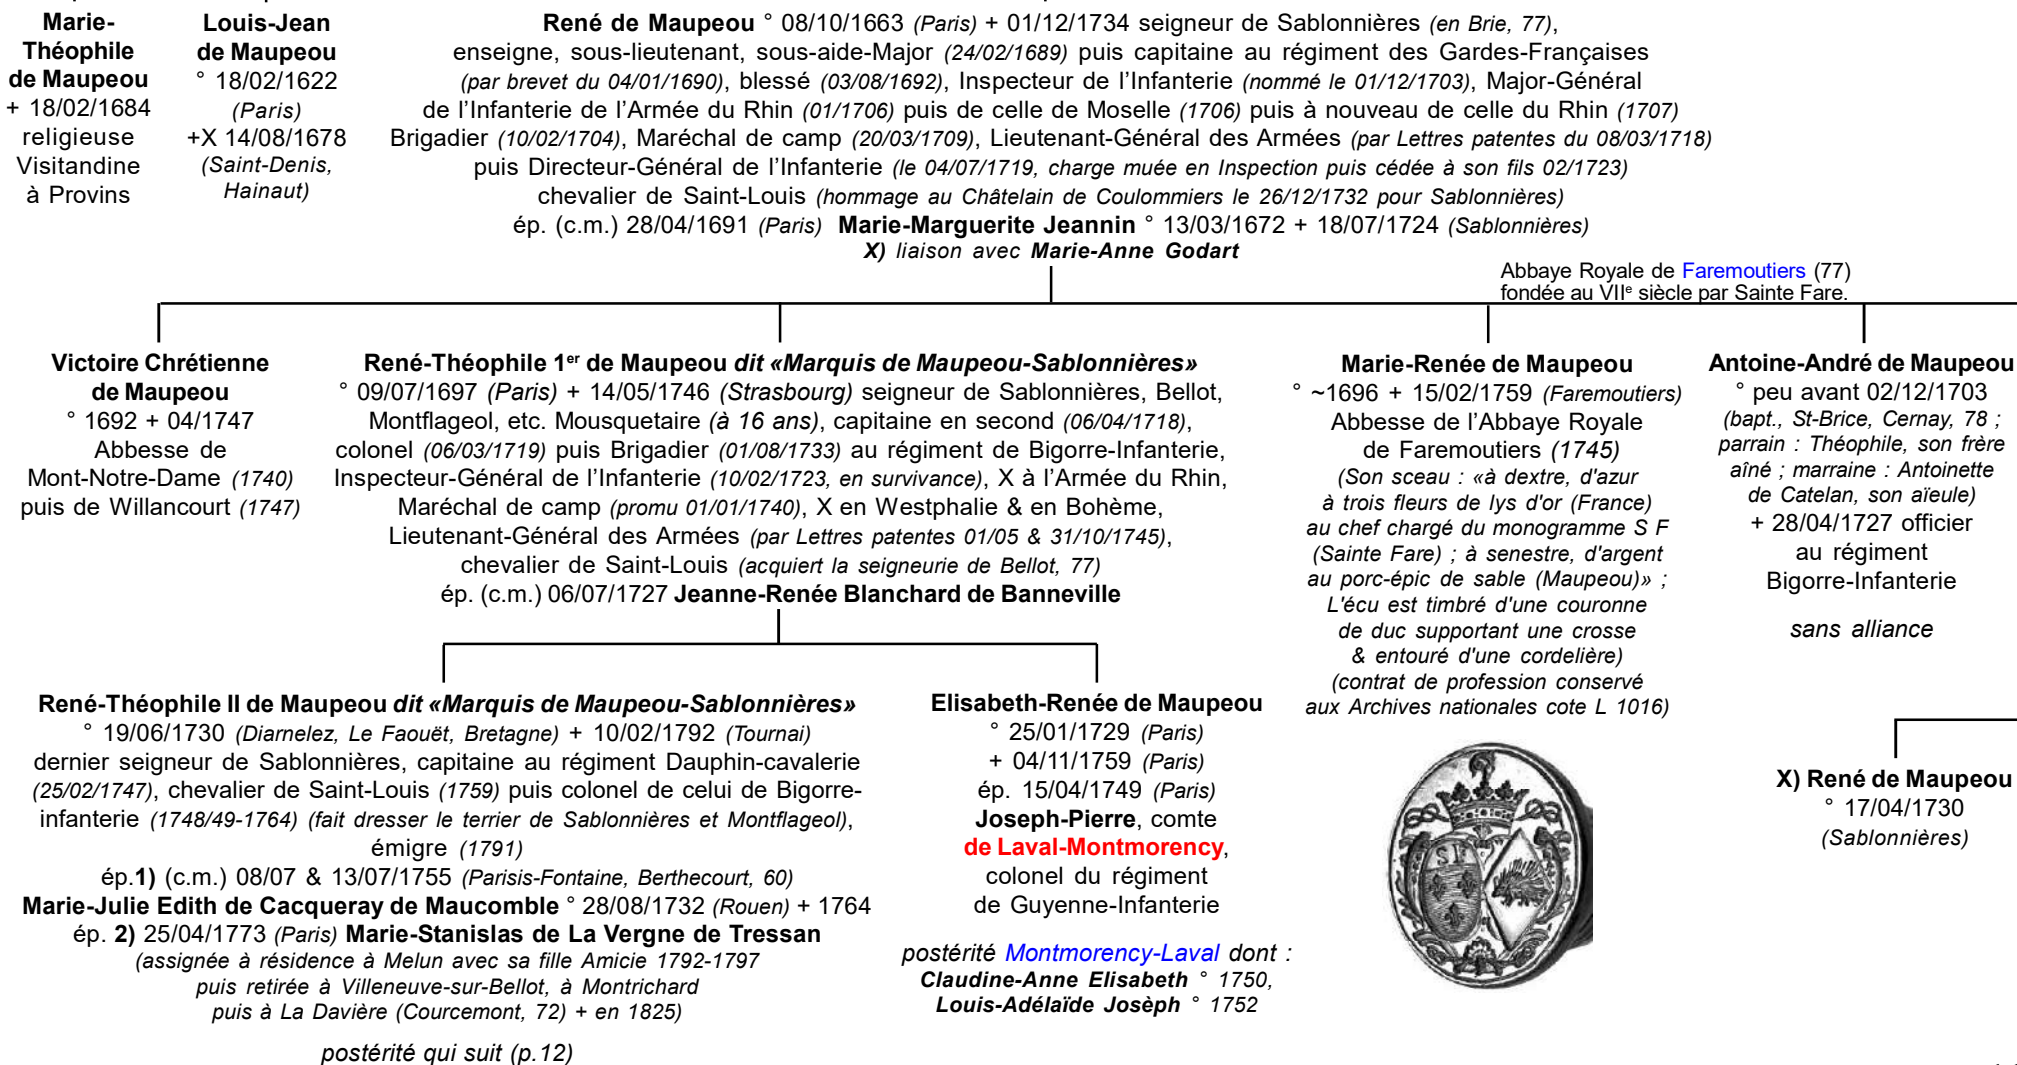 Marie-
Théophile
de Maupeou
+ 18/02/1684
religieuse
Visitandine
à Provins
Louis-Jean
de Maupeou
° 18/02/1622
(Paris)
+X 14/08/1678
(Saint-Denis,
Hainaut)
René de Maupeou ° 08/10/1663 (Paris) + 01/12/1734 seigneur de Sablonnières (en Brie, 77),
enseigne, sous-lieutenant, sous-aide-Major (24/02/1689) puis capitaine au régiment des Gardes-Françaises
(par brevet du 04/01/1690), blessé (03/08/1692), Inspecteur de l'Infanterie (nommé le 01/12/1703), Major-Général
de l'Infanterie de l'Armée du Rhin (01/1706) puis de celle de Moselle (1706) puis à nouveau de celle du Rhin (1707)
Brigadier (10/02/1704), Maréchal de camp (20/03/1709), Lieutenant-Général des Armées (par Lettres patentes du 08/03/1718)
puis Directeur-Général de l'Infanterie (le 04/07/1719, charge muée en Inspection puis cédée à son fils 02/1723)
chevalier de Saint-Louis (hommage au Châtelain de Coulommiers le 26/12/1732 pour Sablonnières)
ép. (c.m.) 28/04/1691 (Paris) Marie-Marguerite Jeannin ° 13/03/1672 + 18/07/1724 (Sablonnières)
X) liaison avec Marie-Anne Godart
Abbaye Royale de Faremoutiers (77)
fondée au VIIe siècle par Sainte Fare.
Victoire Chrétienne
de Maupeou
° 1692 + 04/1747
Abbesse de
Mont-Notre-Dame (1740)
puis de Willancourt (1747)
René-Théophile 1er de Maupeou dit «Marquis de Maupeou-Sablonnières»
° 09/07/1697 (Paris) + 14/05/1746 (Strasbourg) seigneur de Sablonnières, Bellot,
Montflageol, etc. Mousquetaire (à 16 ans), capitaine en second (06/04/1718),
colonel (06/03/1719) puis Brigadier (01/08/1733) au régiment de Bigorre-Infanterie,
Inspecteur-Général de l'Infanterie (10/02/1723, en survivance), X à l'Armée du Rhin,
Maréchal de camp (promu 01/01/1740), X en Westphalie & en Bohème,
Lieutenant-Général des Armées (par Lettres patentes 01/05 & 31/10/1745),
chevalier de Saint-Louis (acquiert la seigneurie de Bellot, 77)
ép. (c.m.) 06/07/1727 Jeanne-Renée Blanchard de Banneville
Marie-Renée de Maupeou
° ~1696 + 15/02/1759 (Faremoutiers)
Abbesse de l'Abbaye Royale
de Faremoutiers (1745)
(Son sceau : «à dextre, d'azur
à trois fleurs de lys d'or (France)
au chef chargé du monogramme S F
(Sainte Fare) ; à senestre, d'argent
au porc-épic de sable (Maupeou)» ;
L'écu est timbré d'une couronne
de duc supportant une crosse
& entouré d'une cordelière)
(contrat de profession conservé
aux Archives nationales cote L 1016)
Antoine-André de Maupeou
° peu avant 02/12/1703
(bapt., St-Brice, Cernay, 78 ;
parrain : Théophile, son frère
aîné ; marraine : Antoinette
de Catelan, son aïeule)
+ 28/04/1727 officier
au régiment
Bigorre-Infanterie
sans alliance
René-Théophile II de Maupeou dit «Marquis de Maupeou-Sablonnières»
° 19/06/1730 (Diarnelez, Le Faouët, Bretagne) + 10/02/1792 (Tournai)
dernier seigneur de Sablonnières, capitaine au régiment Dauphin-cavalerie
(25/02/1747), chevalier de Saint-Louis (1759) puis colonel de celui de Bigorre-
infanterie (1748/49-1764) (fait dresser le terrier de Sablonnières et Montflageol),
émigre (1791)
ép.1) (c.m.) 08/07 & 13/07/1755 (Parisis-Fontaine, Berthecourt, 60)
Marie-Julie Edith de Cacqueray de Maucomble ° 28/08/1732 (Rouen) + 1764
ép. 2) 25/04/1773 (Paris) Marie-Stanislas de La Vergne de Tressan
(assignée à résidence à Melun avec sa fille Amicie 1792-1797
puis retirée à Villeneuve-sur-Bellot, à Montrichard
puis à La Davière (Courcemont, 72) + en 1825)
postérité qui suit (p.12)
Elisabeth-Renée de Maupeou
° 25/01/1729 (Paris)
+ 04/11/1759 (Paris)
ép. 15/04/1749 (Paris)
Joseph-Pierre, comte
de Laval-Montmorency,
colonel du régiment
de Guyenne-Infanterie
postérité Montmorency-Laval dont :
Claudine-Anne Elisabeth ° 1750,
Louis-Adélaïde Josèph ° 1752
S F
X) René de Maupeou
° 17/04/1730
(Sablonnières)